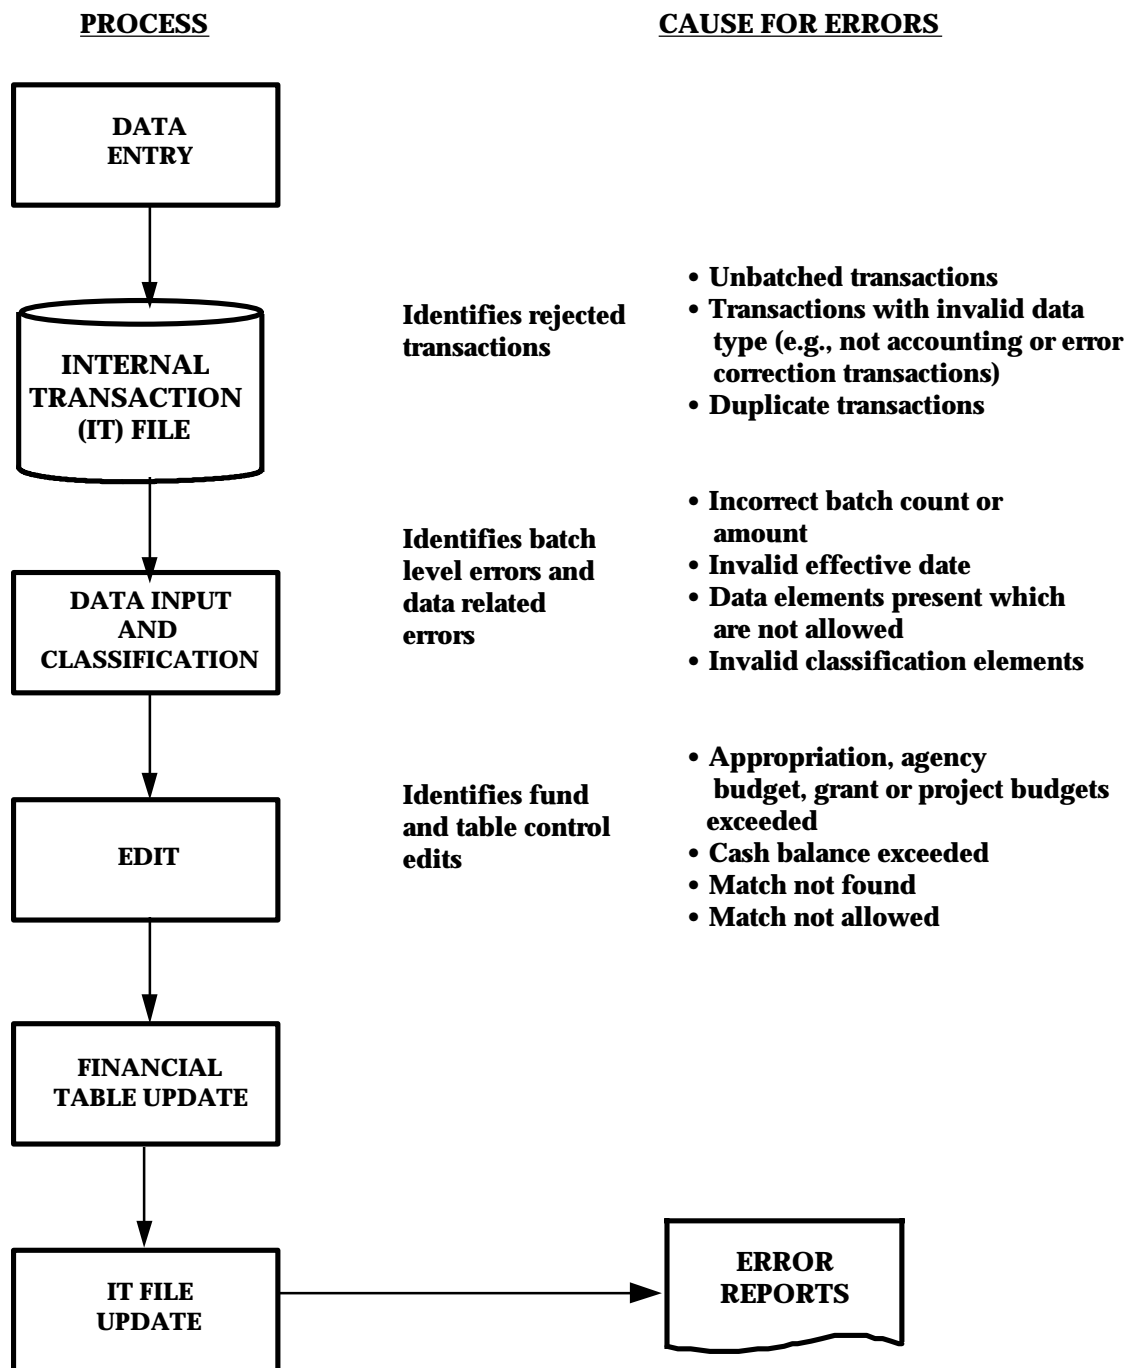 PROCESS
CAUSE FOR ERRORS
DATA
ENTRY
INTERNAL
TRANSACTION
(IT) FILE
Identifies rejected
transactions
• Unbatched transactions
• Transactions with invalid data
type (e.g., not accounting or error
correction transactions)
• Duplicate transactions
DATA INPUT
AND
CLASSIFICATION
Identifies batch
level errors and
data related
errors
• Incorrect batch count or
amount
• Invalid effective date
• Data elements present which
are not allowed
• Invalid classification elements
EDIT
Identifies fund
and table control
edits
• Appropriation, agency
budget, grant or project budgets
exceeded
• Cash balance exceeded
• Match not found
• Match not allowed
FINANCIAL
TABLE UPDATE
IT FILE
UPDATE
ERROR
REPORTS